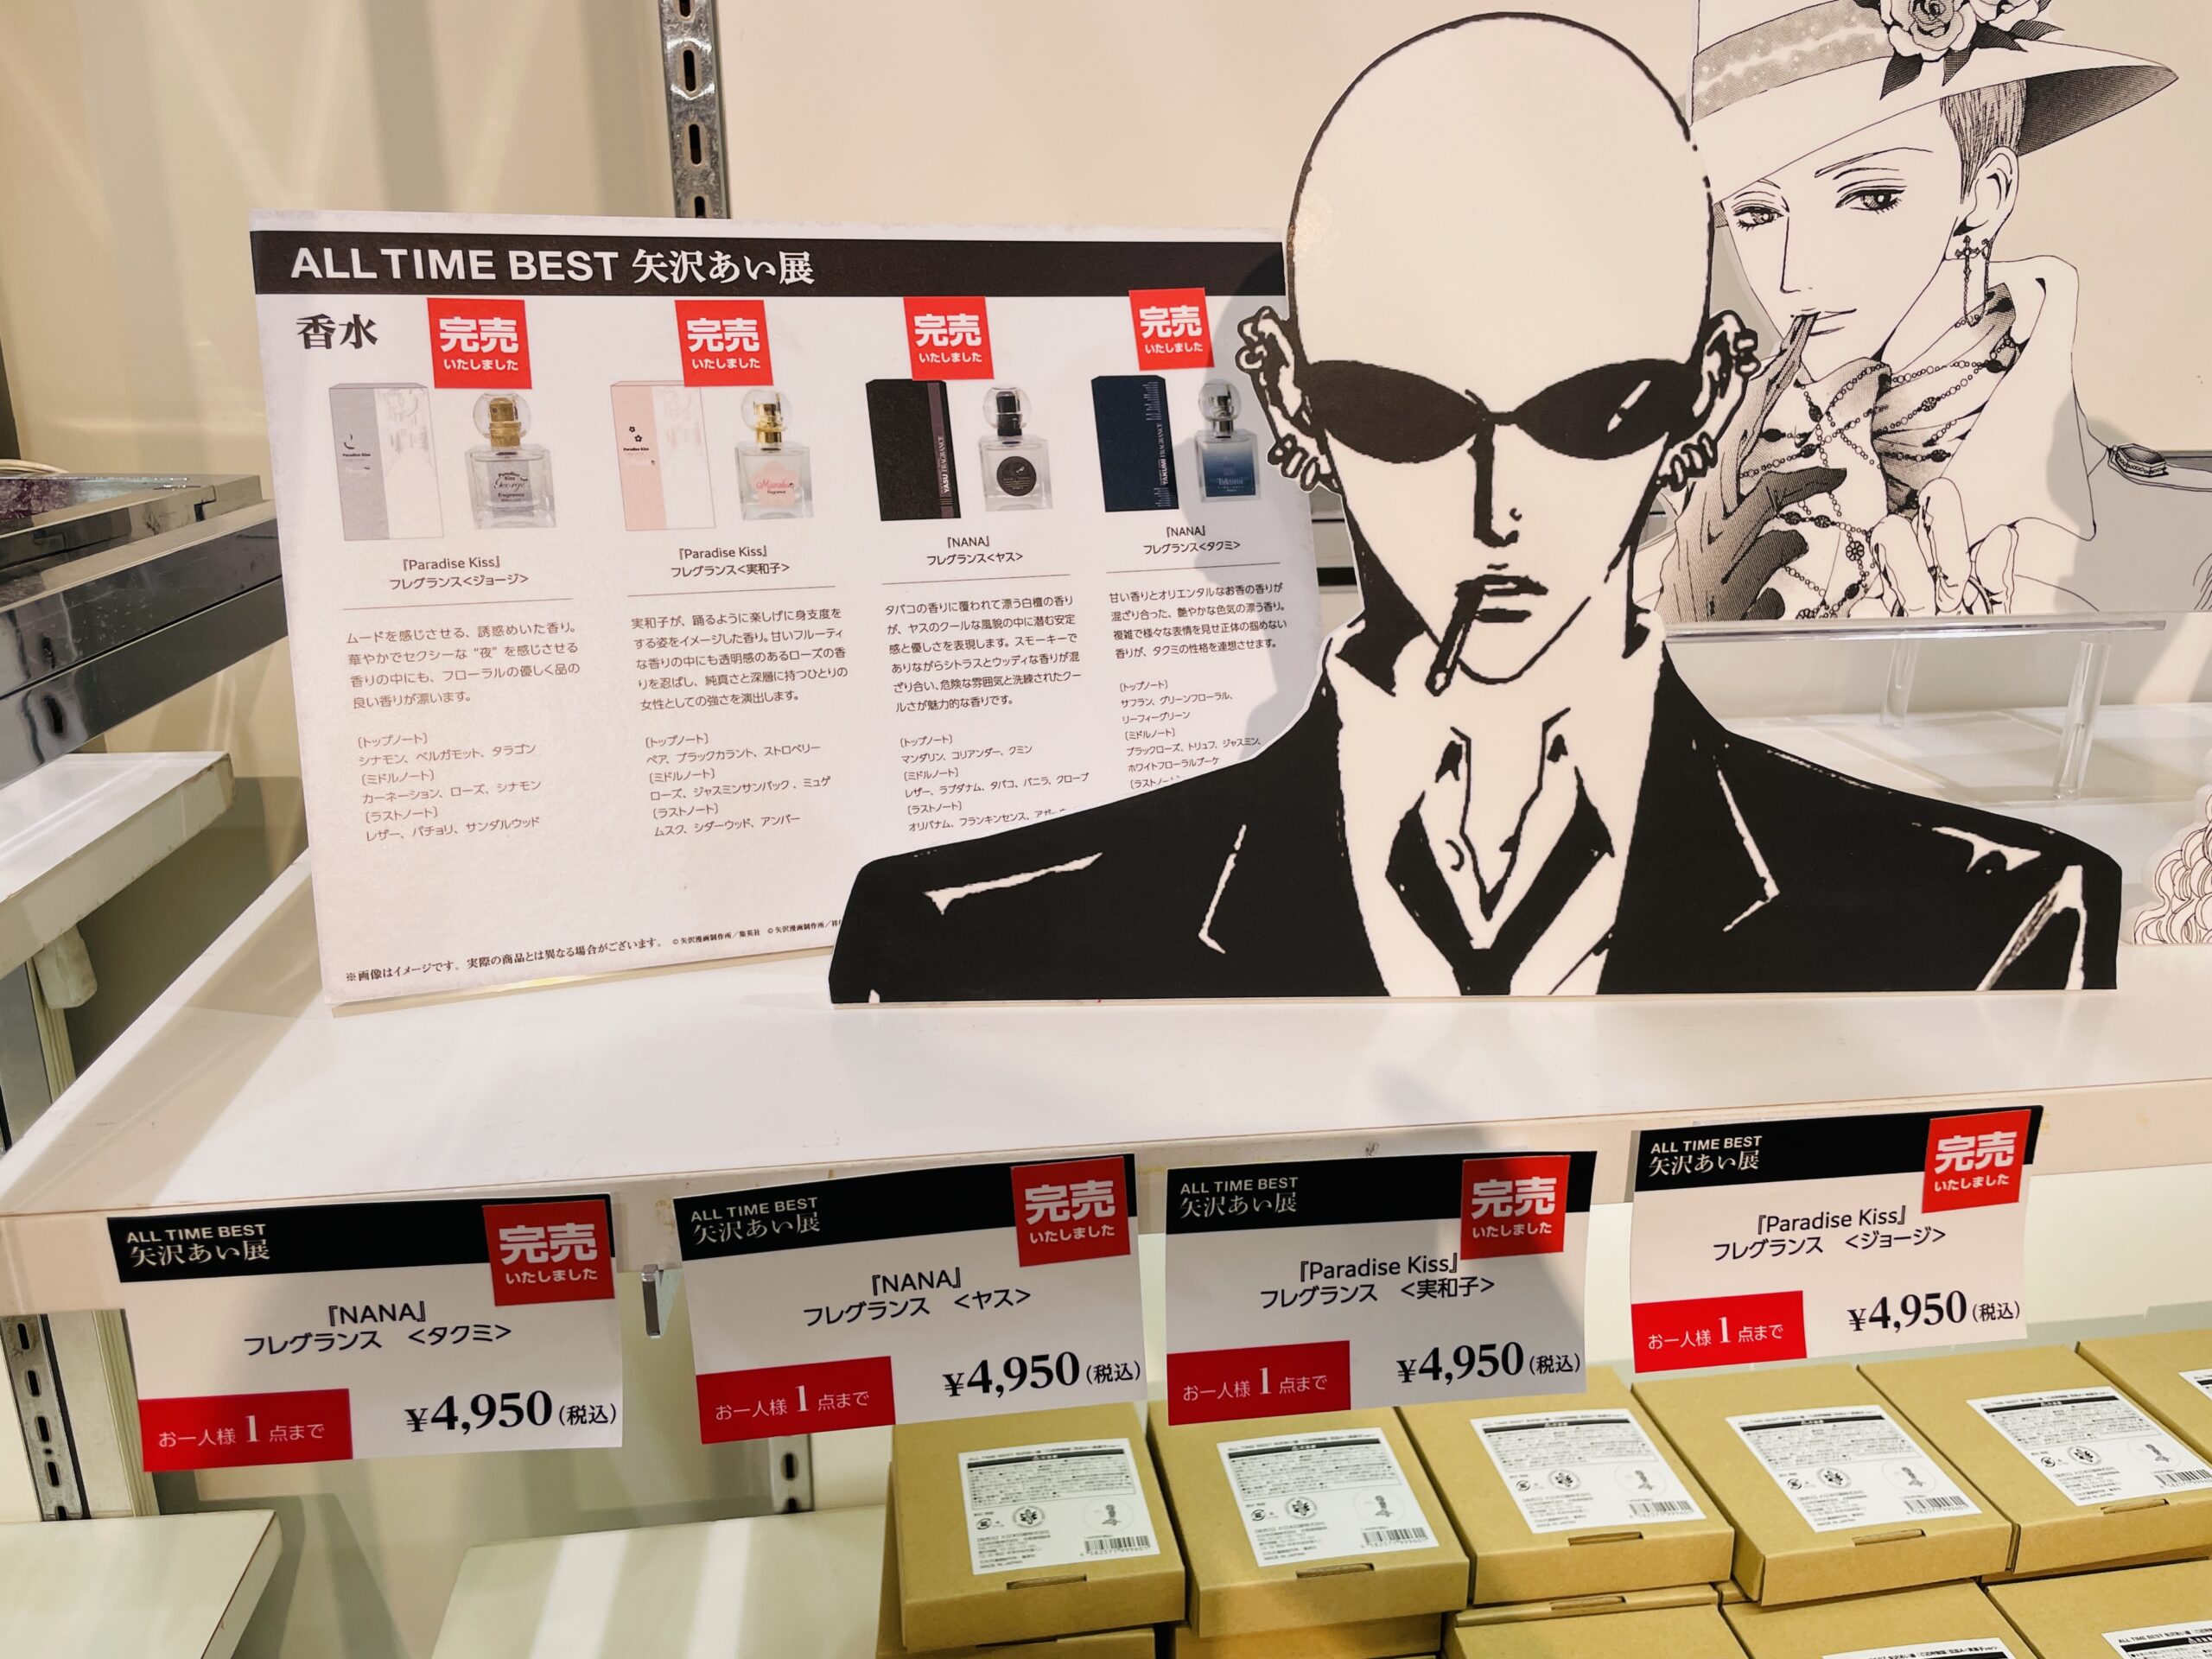 ALL TIME BEST 矢沢あい展
香水
完売
いたしました
完売
いたしました
完売
いたしました
完売
いたしました
『Paradise Kiss』
フレグランス<ジョージ>
ムードを感じさせる、誘惑めいた香り。
華やかでセクシーな “夜” を感じさせる
香りの中にも、フローラルの優しく品の
良い香りが漂います。
〔トップノート〕
シナモン、ベルガモット、タラゴン
〔ミドルノート〕
カーネーション、ローズ、シナモン
〔ラストノート〕
レザー、パチョリ、サンダルウッド
『Paradise Kiss』
フレグランス<実和子>
実和子が、踊るように楽しげに身支度を
する姿をイメージした香り。甘いフルーティ
な香りの中にも透明感のあるローズの香
りを忍ばし、純真さと深層に持つひとりの
女性としての強さを演出します。
〔トップノート〕
ペア、ブラックカラント、ストロベリー
〔ミドルノート〕
ローズ、ジャスミンサンバック、ミュゲ
〔ラストノート〕
ムスク、シダーウッド、アンバー
YASU FRAGRANCE
『NANA』
フレグランス<ヤス>
タバコの香りに覆われて漂う白檀の香り
が、ヤスのクールな風貌の中に潜む安定
感と優しさを表現します。スモーキーで
ありながらシトラスとウッディな香りが混
ざり合い、危険な雰囲気と洗練されたクー
ルさが魅力的な香りです。
〔トップノート〕
マンダリン、コリアンダー、クミン
〔ミドルノート〕
レザー、ラブダナム、タバコ、バニラ、クローブ
〔ラストノート〕
オリバナム、フランキンセンス、
『NANA』
フレグランス<タクミ>
甘い香りとオリエンタルなお香の香りが
混ざり合った、艶やかな色気の漂う香り。
複雑で様々な表情を見せ正体の掴めない
香りが、タクミの性格を連想させます。
〔トップノート〕
サフラン、グリーンフローラル、
リーフィーグリーン
〔ミドルノート〕
ブラックローズ、トリュフ、ジャスミン、
ホワイトフローラルブーケ
〔ラストノ
※画像はイメージです。実際の商品とは異なる場合がございます。 ©矢沢漫画制作所／集英社 ©矢沢漫画制作所／祥
ALL TIME BEST
矢沢あい展
完売
いたしました
『NANA』
フレグランス <タクミ>
お一人様 1 点まで
¥4,950(税込)
ALL TIME BEST
矢沢あい展
完売
いたしました
『NANA』
フレグランス <ヤス>
お一人様 1 点まで
¥4,950(税込)
ALL TIME BEST
矢沢あい展
完売
いたしました
『Paradise Kiss』
フレグランス <実和子>
お一人様 1 点まで
¥4,950(税込)
ALL TIME BEST
矢沢あい展
完売
いたしました
『Paradise Kiss』
フレグランス <ジョージ>
お一人様 1 点まで
¥4,950(税込)